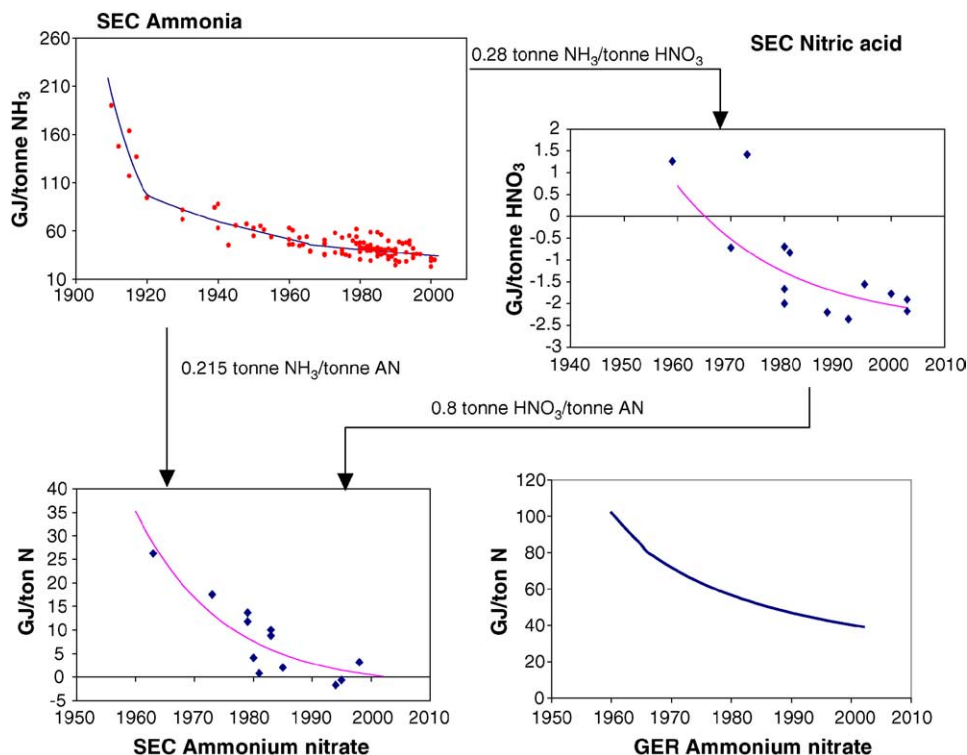 SEC Ammonia
260
210
160
110
60
10
GJ/tonne NH3
1900 1920 1940 1960 1980 2000
0.28 tonne NH3/tonne HNO3
SEC Nitric acid
2
1.5
1
0.5
0
-0.5
-1
-1.5
-2
-2.5
-3
GJ/tonne HNO3
1940 1950 1960 1970 1980 1990 2000 2010
0.215 tonne NH3/tonne AN
0.8 tonne HNO3/tonne AN
40
35
30
25
20
15
10
5
0
-5
GJ/ton N
1950 1960 1970 1980 1990 2000 2010
SEC Ammonium nitrate
120
100
80
60
40
20
0
GJ/ton N
1950 1960 1970 1980 1990 2000 2010
GER Ammonium nitrate